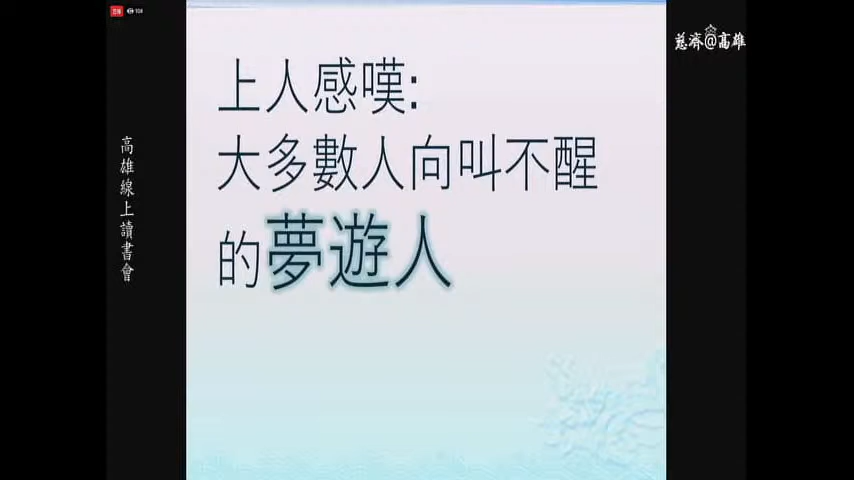 慈濟@高雄
上人感嘆:
大多數人向叫不醒
的夢遊人
高雄線上讀書會